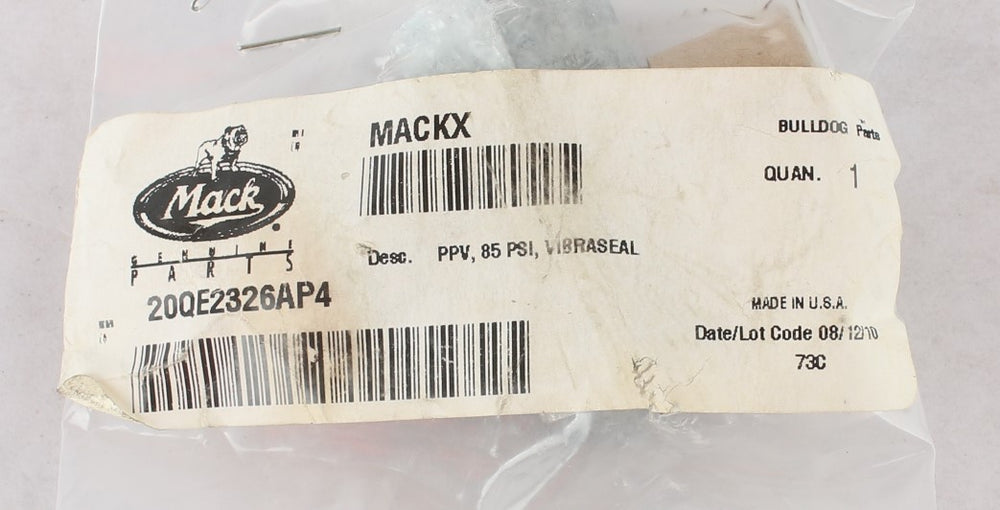 MACKX
BULLDOG Parts
QUAN. 1
Mack
GENUINE
PARTS
Desc. PPV, 85 PSI, VIBRASEAL
20QE2326AP4
MADE IN U.S.A.
Date/Lot Code 08/12/10
73C